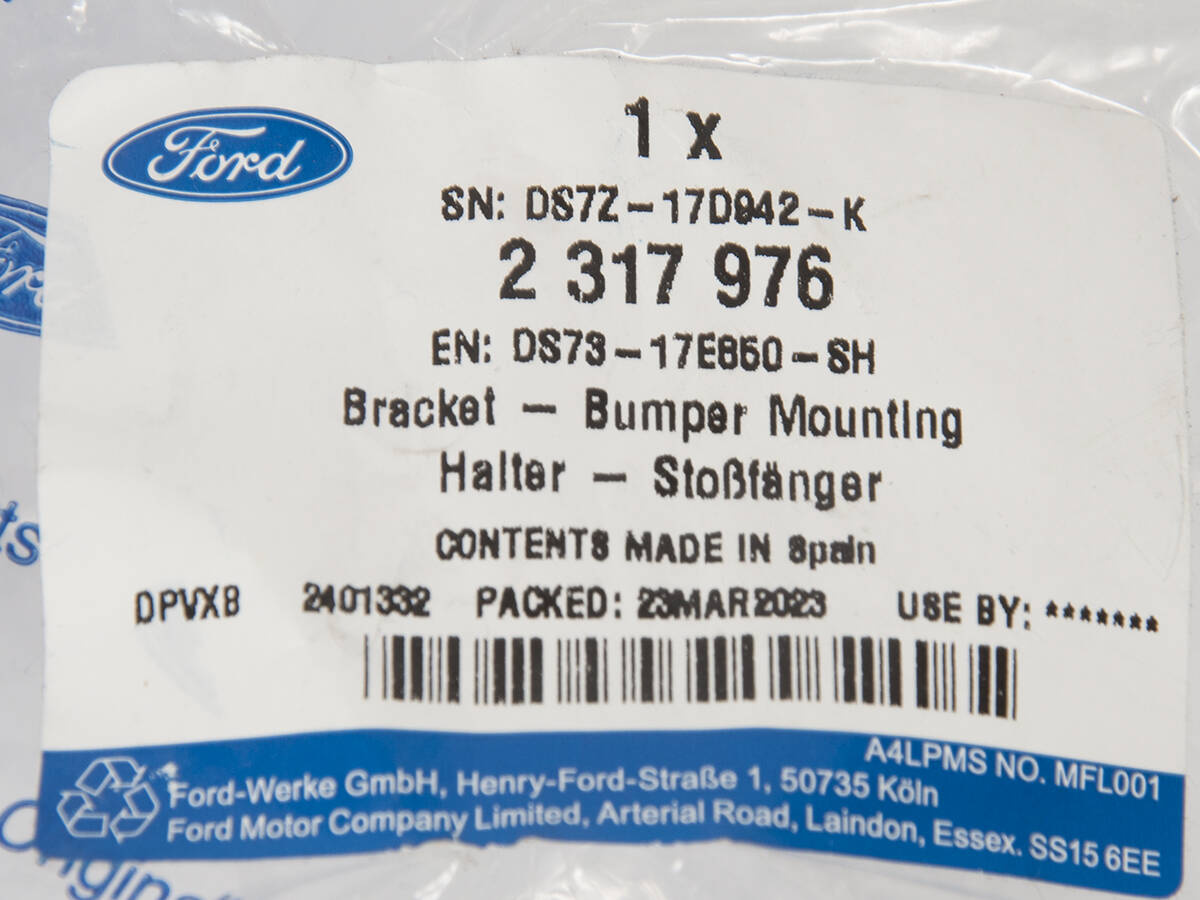 Ford
1 x
SN: DS7Z-17D942-K
2 317 976
EN: DS73-17E850-SH
Bracket - Bumper Mounting
Halter - Stoßfänger
CONTENTS MADE IN Spain
DPVXB 2401332 PACKED: 23MAR2023 USE BY: *******
A4LPMS NO. MFL001
Ford-Werke GmbH, Henry-Ford-Straße 1, 50735 Köln
Ford Motor Company Limited, Arterial Road, Laindon, Essex. SS15 6EE